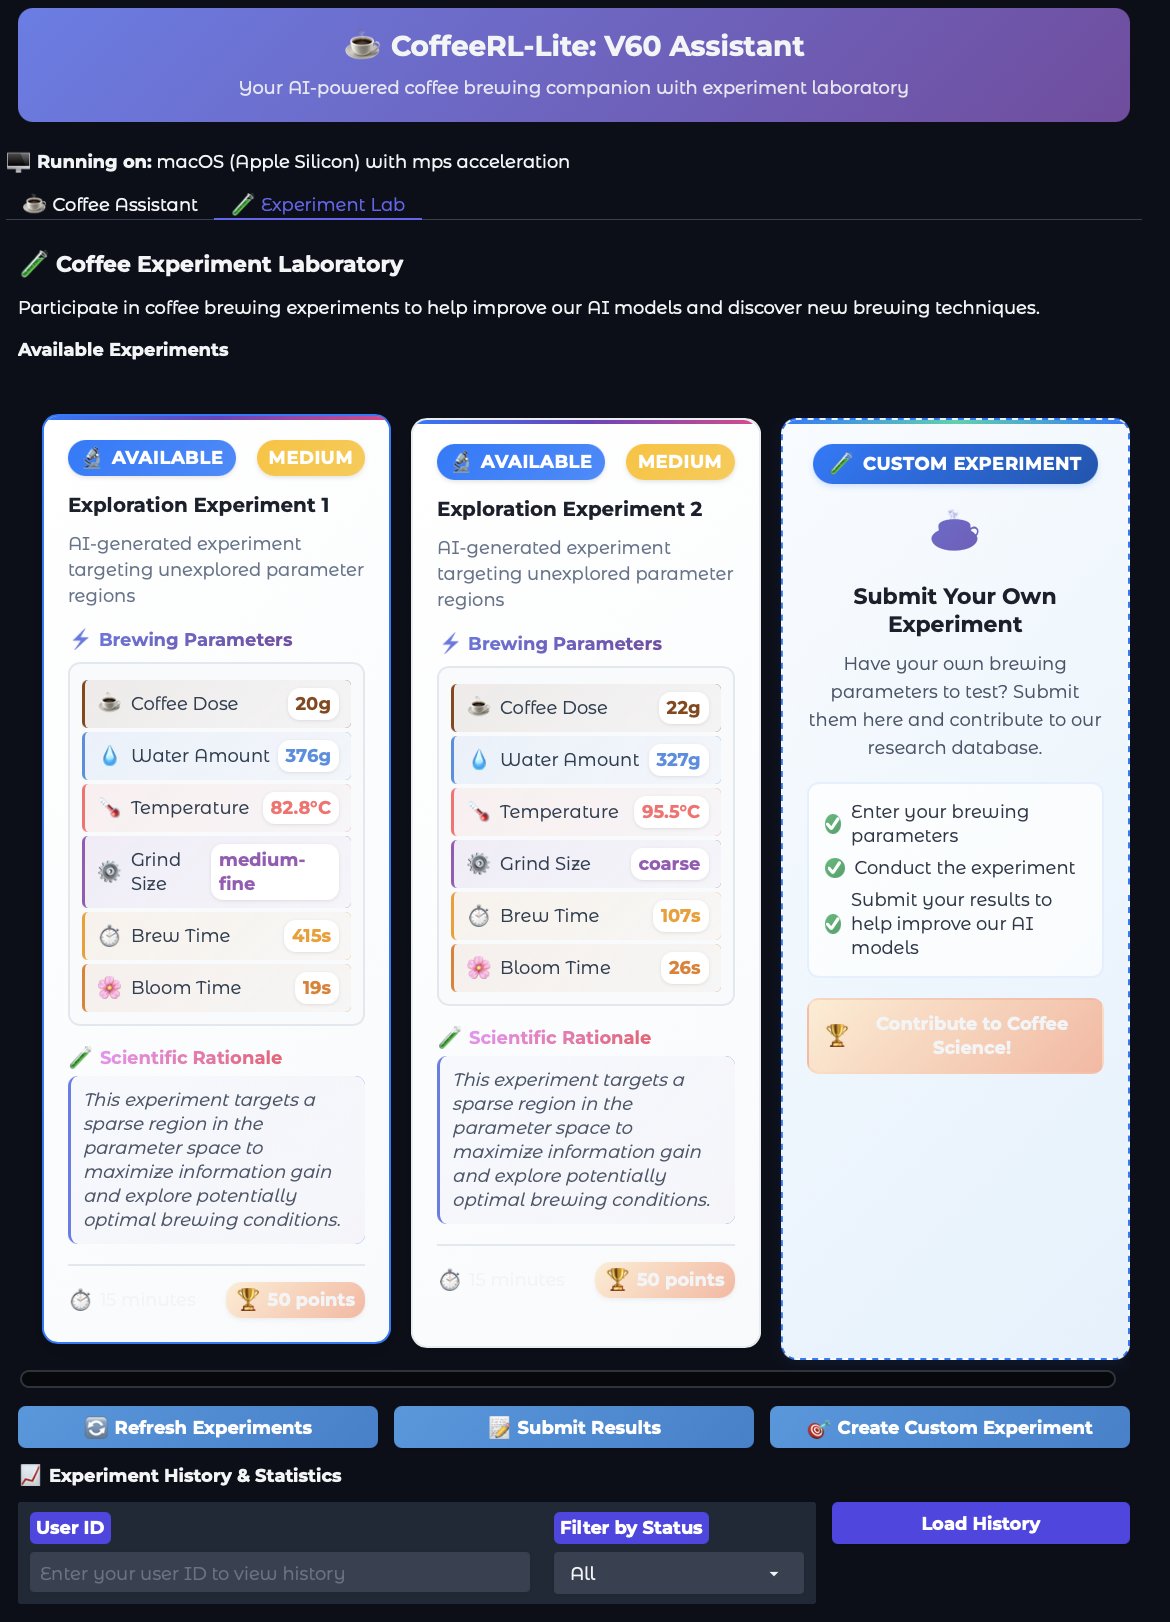 CoffeeRL-Lite: V60 Assistant
Your AI-powered coffee brewing companion with experiment laboratory
Running on: macOS (Apple Silicon) with mps acceleration
Coffee Assistant
Experiment Lab
Coffee Experiment Laboratory
Participate in coffee brewing experiments to help improve our AI models and discover new brewing techniques.
Available Experiments
AVAILABLE
MEDIUM
Exploration Experiment 1
AI-generated experiment
targeting unexplored parameter
regions
Brewing Parameters
Coffee Dose 20g
Water Amount 376g
Temperature 82.8°C
Grind
Size
medium-
fine
Brew Time 415s
Bloom Time 19s
Scientific Rationale
This experiment targets a
sparse region in the
parameter space to
maximize information gain
and explore potentially
optimal brewing conditions.
15 minutes
50 points
AVAILABLE
MEDIUM
Exploration Experiment 2
AI-generated experiment
targeting unexplored parameter
regions
Brewing Parameters
Coffee Dose 22g
Water Amount 327g
Temperature 95.5°C
Grind Size coarse
Brew Time 107s
Bloom Time 26s
Scientific Rationale
This experiment targets a
sparse region in the
parameter space to
maximize information gain
and explore potentially
optimal brewing conditions.
15 minutes
50 points
CUSTOM EXPERIMENT
Submit Your Own
Experiment
Have your own brewing
parameters to test? Submit
them here and contribute to our
research database.
Enter your brewing
parameters
Conduct the experiment
Submit your results to
help improve our AI
models
Contribute to Coffee
Science!
Refresh Experiments
Submit Results
Create Custom Experiment
Experiment History & Statistics
User ID
Enter your user ID to view history
Filter by Status
All
Load History